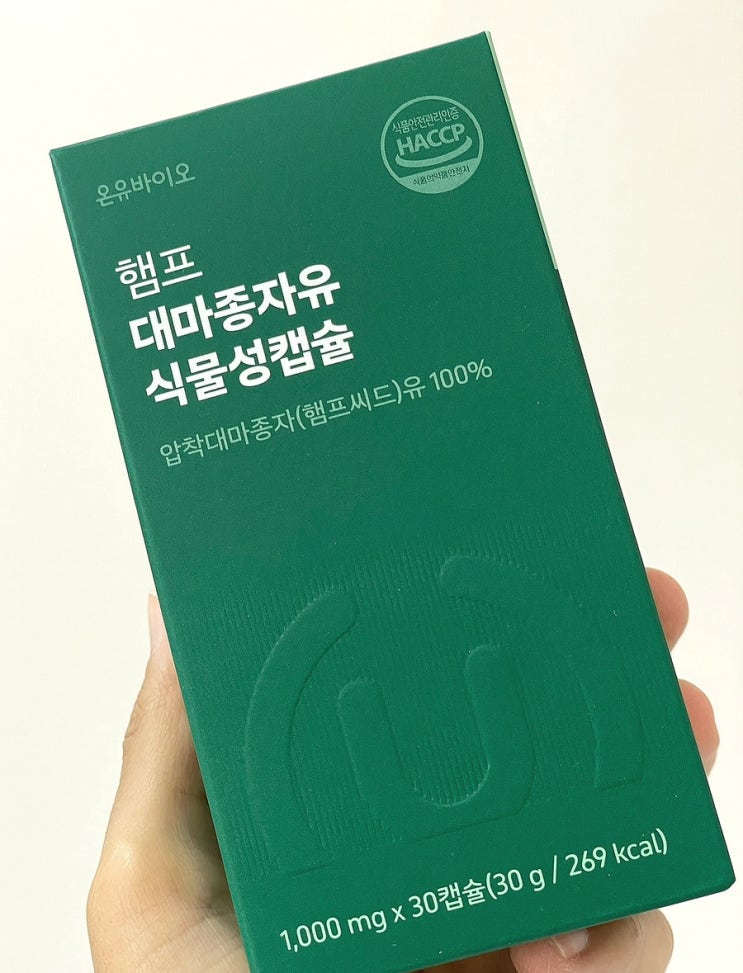 온유바이오
식품안전관리인증
HACCP
식품의약품안전처
햄프
대마종자유
식물성캡슐
압착대마종자(햄프씨드)유 100%
1,000 mg x 30캡슐(30 g / 269 kcal)